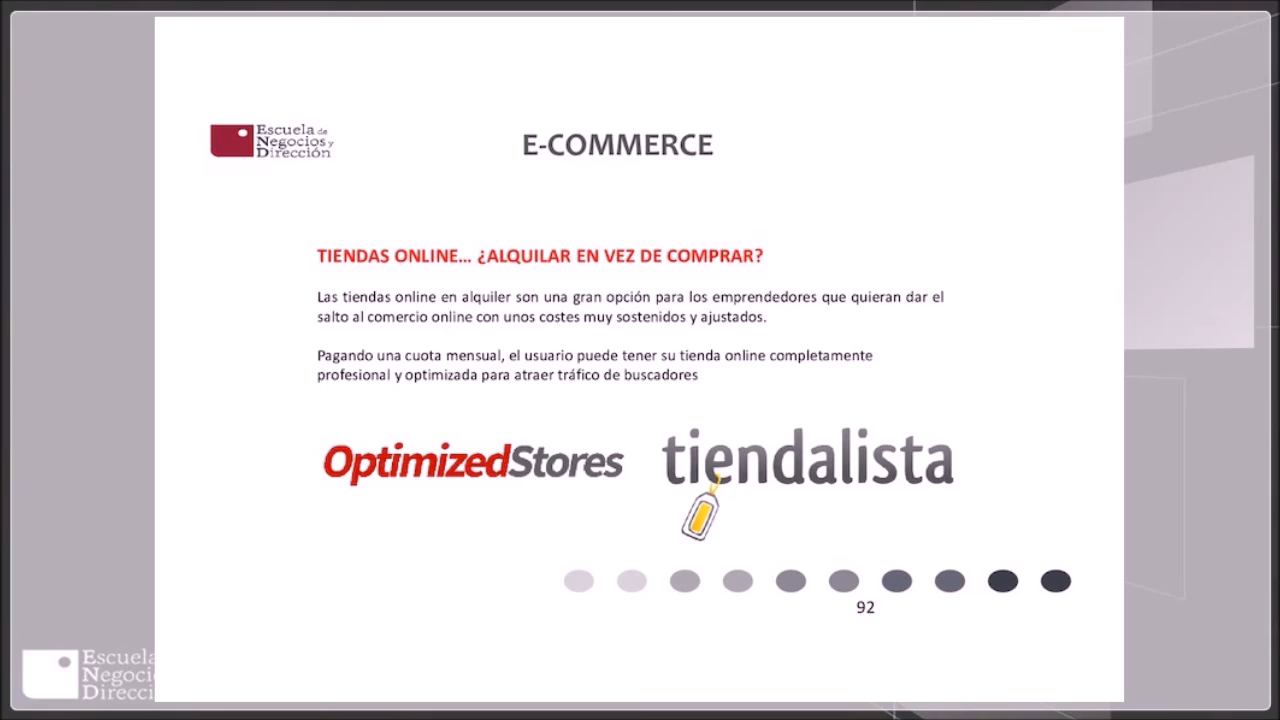 Escuela de
Negocios y
Dirección
E-COMMERCE
TIENDAS ONLINE... ¿ALQUILAR EN VEZ DE COMPRAR?
Las tiendas online en alquiler son una gran opción para los emprendedores que quieran dar el
salto al comercio online con unos costes muy sostenidos y ajustados.
Pagando una cuota mensual, el usuario puede tener su tienda online completamente
profesional y optimizada para atraer tráfico de buscadores
OptimizedStores
tiendalista
92
Escuela
Negoci
Direcci